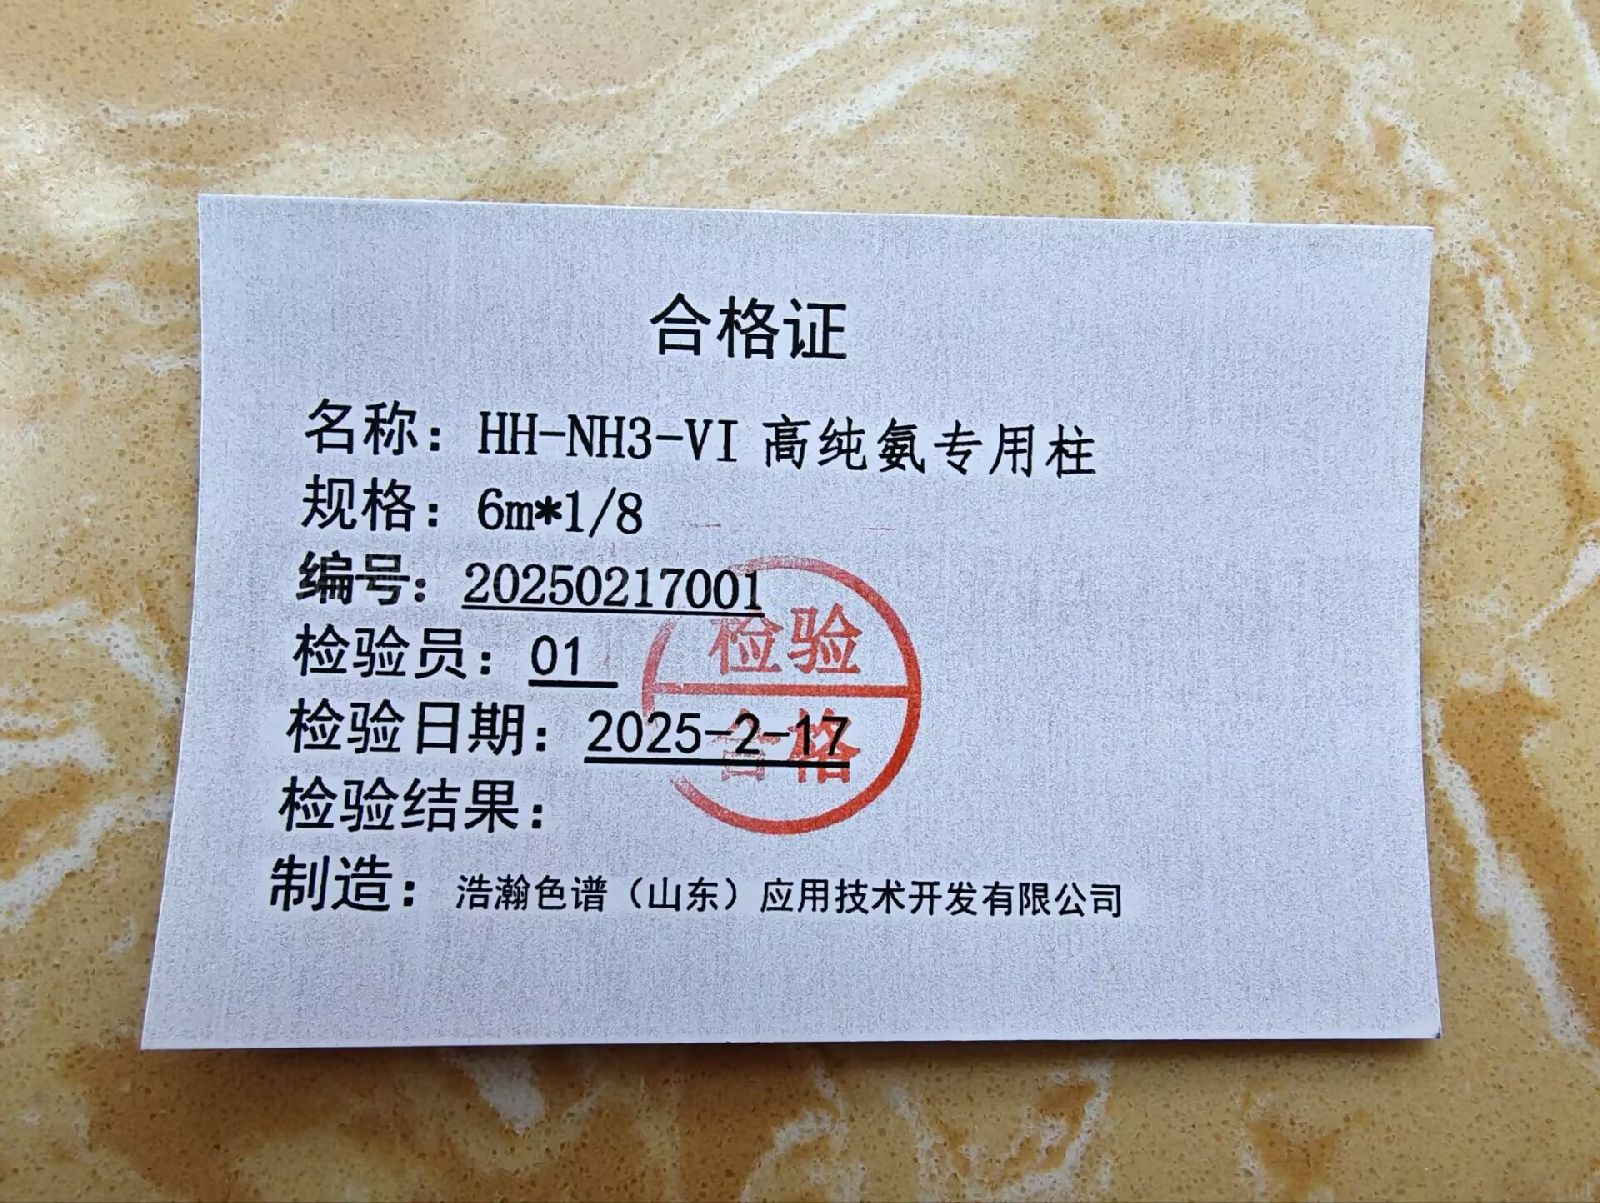 合格证
名称：HH-NH3-VI 高纯氨专用柱
规格：6m*1/8
编号：20250217001
检验员：01
检验日期：2025-2-17
检验结果：
检验
合格
制造：浩瀚色谱（山东）应用技术开发有限公司